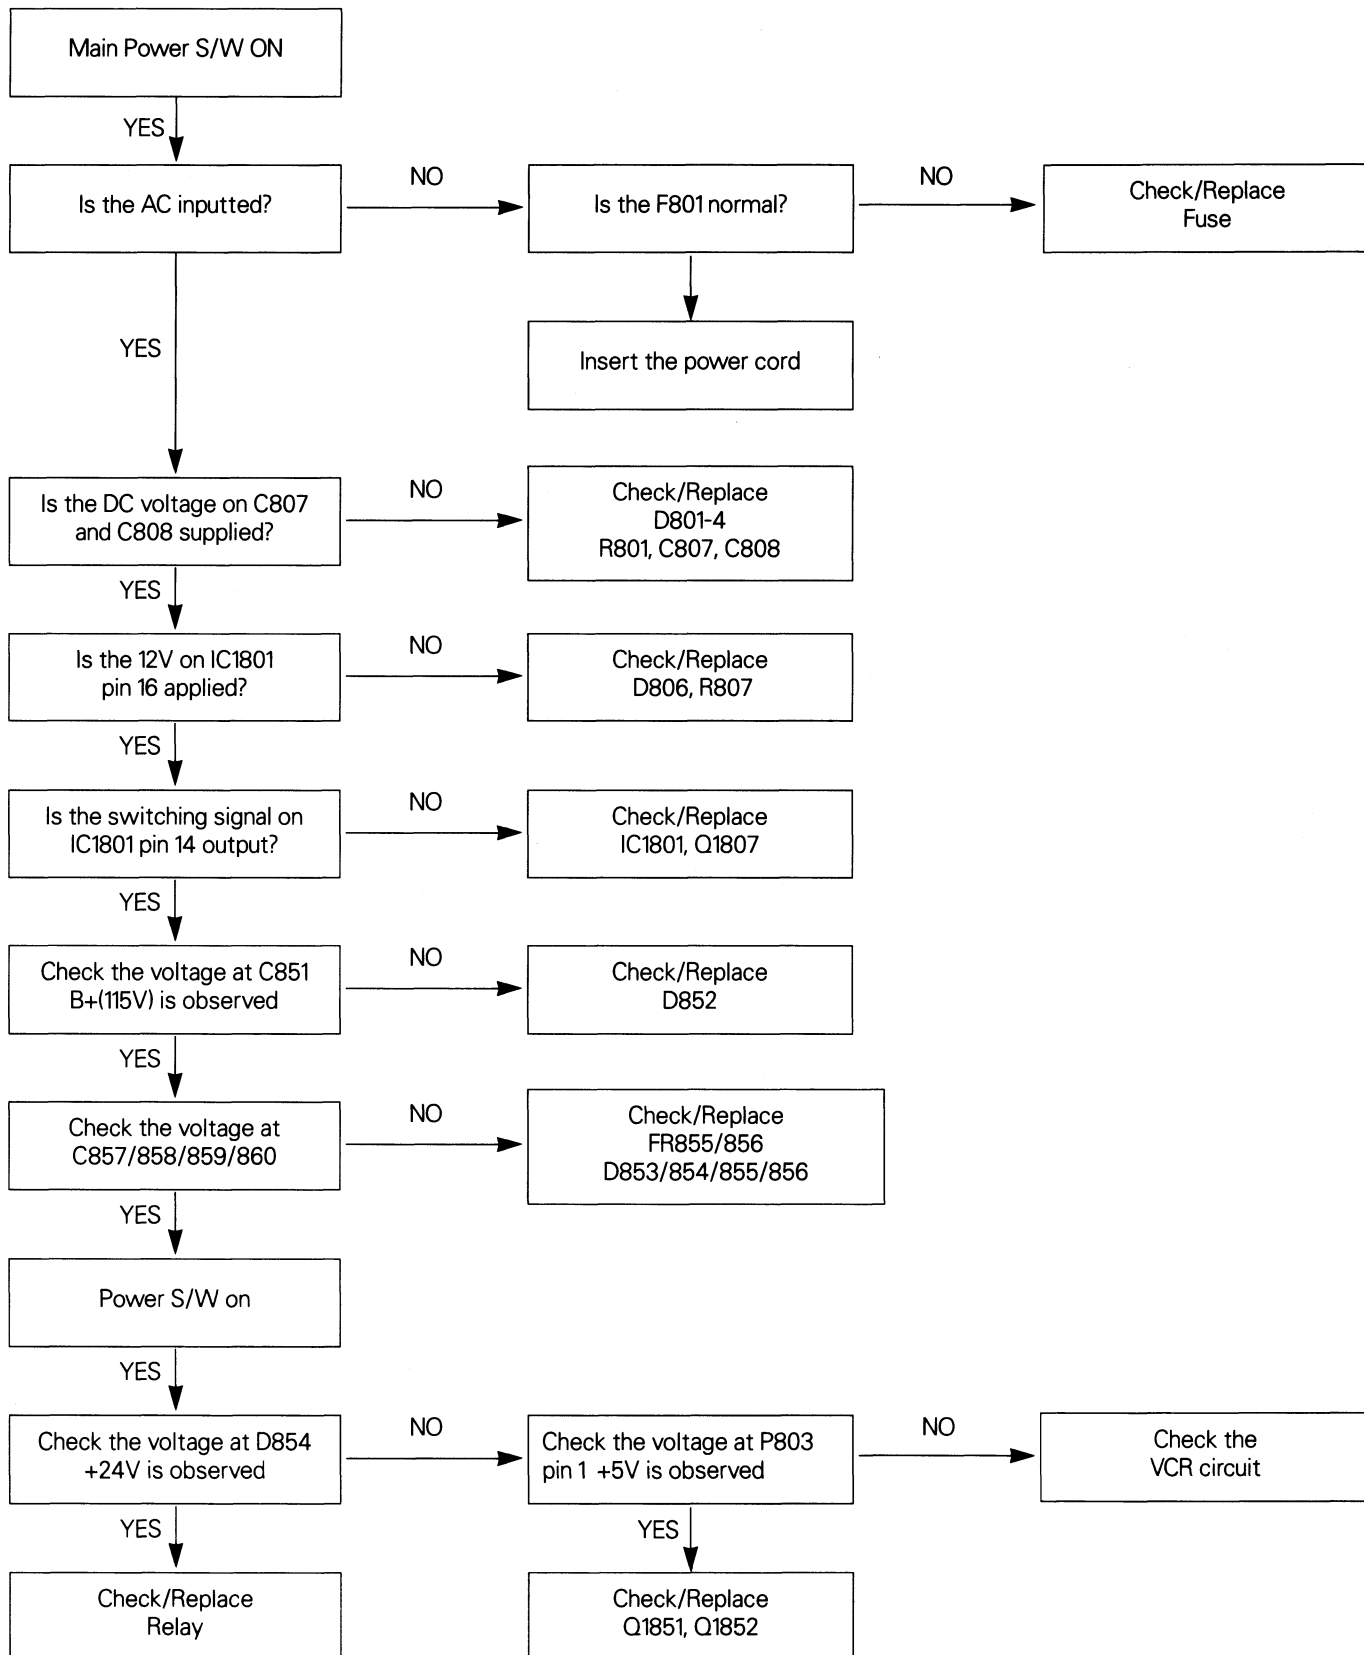 Main Power S/W ON
YES
Is the AC inputted?
NO
Is the F801 normal?
NO
Check/Replace
Fuse
YES
Insert the power cord
Is the DC voltage on C807
and C808 supplied?
NO
Check/Replace
D801-4
R801, C807, C808
YES
Is the 12V on IC1801
pin 16 applied?
NO
Check/Replace
D806, R807
YES
Is the switching signal on
IC1801 pin 14 output?
NO
Check/Replace
IC1801, Q1807
YES
Check the voltage at C851
B+(115V) is observed
NO
Check/Replace
D852
YES
Check the voltage at
C857/858/859/860
NO
Check/Replace
FR855/856
D853/854/855/856
YES
Power S/W on
YES
Check the voltage at D854
+24V is observed
NO
Check the voltage at P803
pin 1 +5V is observed
NO
Check the
VCR circuit
YES
YES
Check/Replace
Relay
Check/Replace
Q1851, Q1852